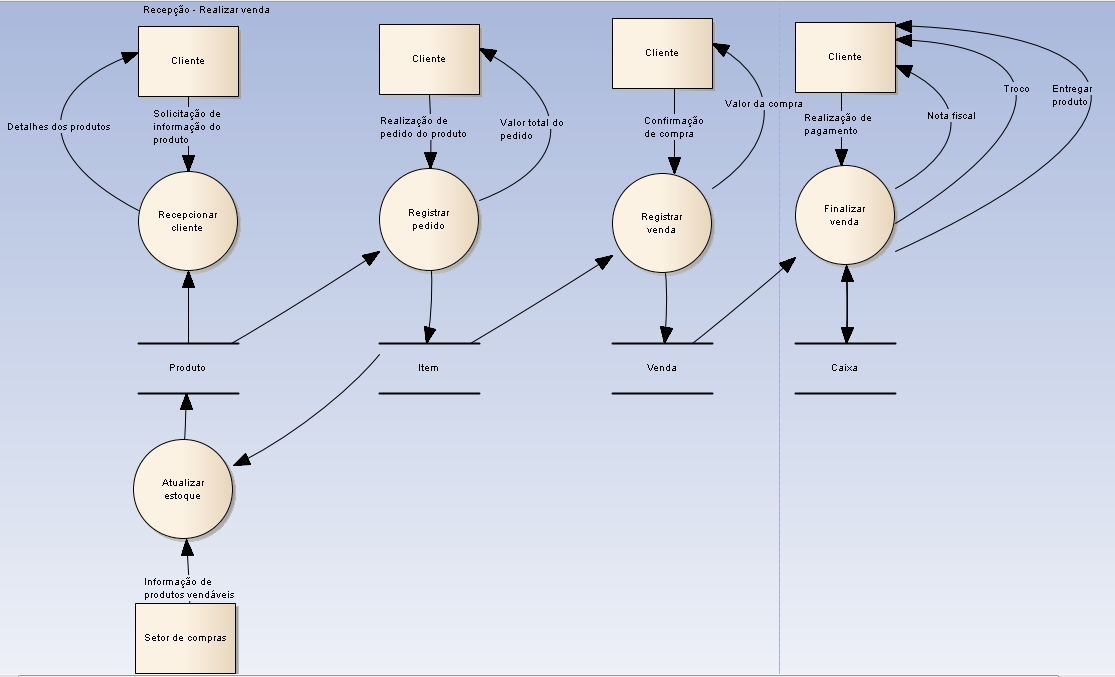 Recepção - Realizar venda
Cliente
Cliente
Cliente
Cliente
Solicitação de
informação do
produto
Detalhes dos produtos
Realização de
pedido do produto
Valor total do
pedido
Confirmação
de compra
Valor da compra
Realização de
pagamento
Nota fiscal
Troco
Entregar
produto
Recepcionar
cliente
Registrar
pedido
Registrar
venda
Finalizar
venda
Produto
Item
Venda
Caixa
Atualizar
estoque
Informação de
produtos vendáveis
Setor de compras